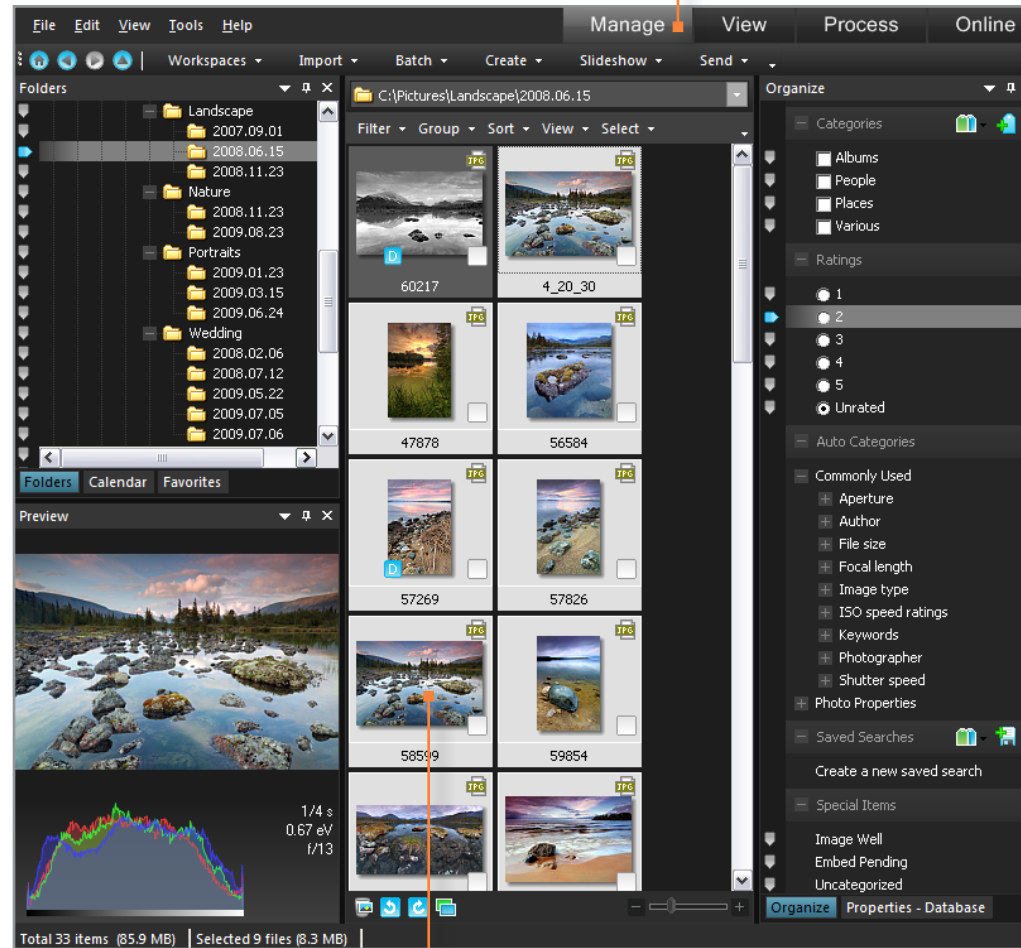 File Edit View Tools Help
Manage View Process Online
Workspaces Import Batch Create Slideshow Send
Folders
Landscape
2007.09.01
2008.06.15
2008.11.23
Nature
2008.11.23
2009.08.23
Portraits
2009.01.23
2009.03.15
2009.06.24
Wedding
2008.02.06
2008.07.12
2009.05.22
2009.07.05
2009.07.06
Folders Calendar Favorites
Preview
1/4 s
0.67 eV
f/13
C:\Pictures\Landscape\2008.06.15
Filter Group Sort View Select
JPG JPG
D
60217 4_20_30
JPG JPG
47878 56584
JPG JPG
D
57269 57826
JPG JPG
58599 59854
JPG JPG
Organize
Categories
Albums
People
Places
Various
Ratings
1
2
3
4
5
Unrated
Auto Categories
Commonly Used
Aperture
Author
File size
Focal length
Image type
ISO speed ratings
Keywords
Photographer
Shutter speed
Photo Properties
Saved Searches
Create a new saved search
Special Items
Image Well
Embed Pending
Uncategorized
Organize Properties - Database
Total 33 items (85.9 MB) Selected 9 files (8.3 MB)